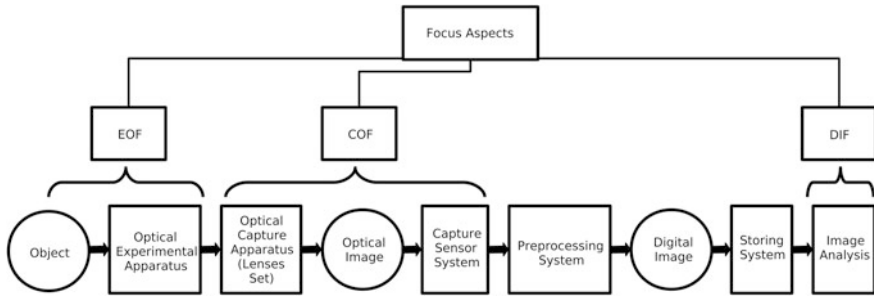 Focus Aspects
EOF
COF
DIF
Object
Optical
Experimental
Apparatus
Optical
Capture
Apparatus
(Lenses
Set)
Optical
Image
Capture
Sensor
System
Preprocessing
System
Digital
Image
Storing
System
Image
Analysis